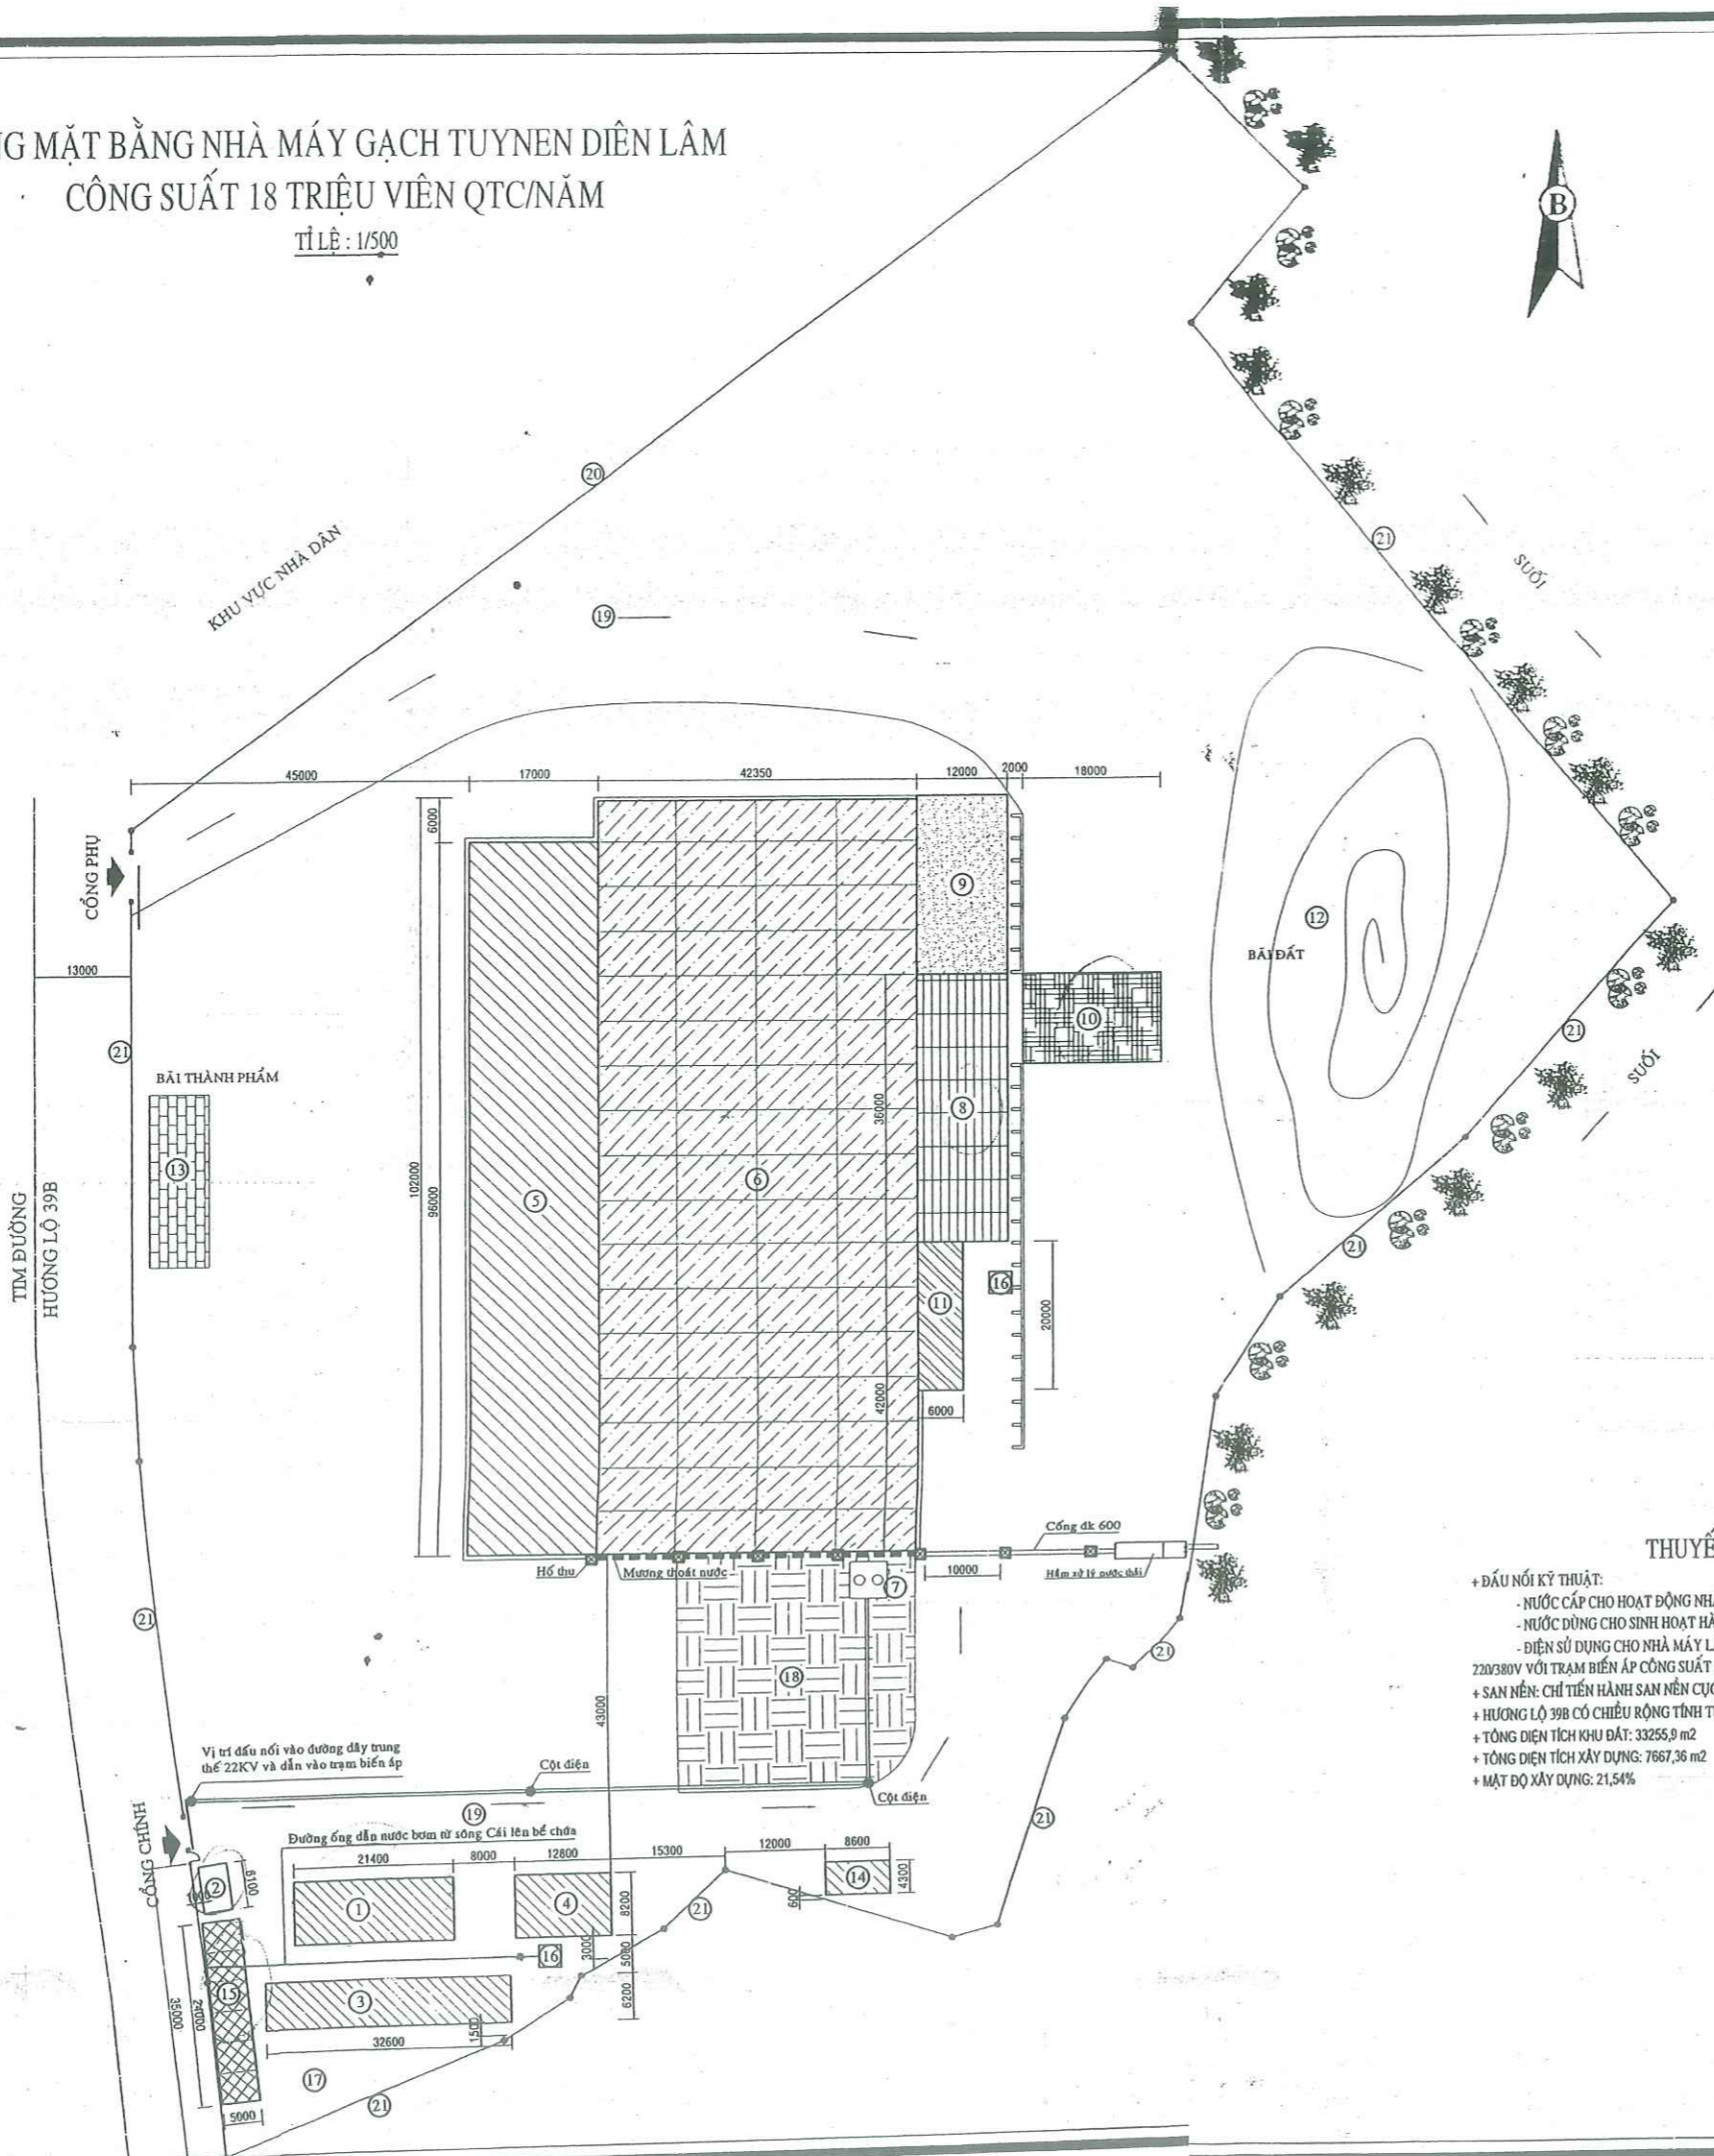 NG MẶT BẰNG NHÀ MÁY GẠCH TUYNEN DIÊN LÂM
CÔNG SUẤT 18 TRIỆU VIÊN QTC/NĂM
TỈ LỆ : 1/500
B
20
KHU VỰC NHÀ DÂN
19
21
SUỐI
45000
17000
42350
12000
2000
18000
6000
CỔNG PHỤ
9
12
BÃI ĐẤT
13000
10
21
21
SUỐI
BÃI THÀNH PHẨM
13
8
36000
102000
96000
5
6
TIM ĐƯỜNG
HƯƠNG LỘ 39B
21
11
16
20000
42000
6000
Cống dk 600
Hố thu
Mương thoát nước
10000
Hầm xử lý nước thải
7
21
21
18
43000
THUYẾ
+ ĐẤU NỐI KỸ THUẬT:
- NƯỚC CẤP CHO HOẠT ĐỘNG NH
- NƯỚC DÙNG CHO SINH HOẠT HÀ
- ĐIỆN SỬ DỤNG CHO NHÀ MÁY L
220/380V VỚI TRẠM BIẾN ÁP CÔNG SUẤT
+ SAN NỀN: CHỈ TIẾN HÀNH SAN NỀN CỤC
+ HƯƠNG LỘ 39B CÓ CHIỀU RỘNG TÍNH T
+ TỔNG DIỆN TÍCH KHU ĐẤT: 33255,9 m2
+ TỔNG DIỆN TÍCH XÂY DỰNG: 7667,36 m2
+ MẬT ĐỘ XÂY DỰNG: 21,54%
Vị trí đấu nối vào đường dây trung
thế 22KV và dẫn vào trạm biến áp
Cột điện
Cột điện
19
21
CỔNG CHÍNH
Đường ống dẫn nước bơm từ sông Cái lên bể chứa
21400
8000
12800
15300
12000
8600
2
6100
1
4
8200
21
600
14
4300
16
3000
5000
15
3
6200
35000
24000
32600
1500
17
21
5000